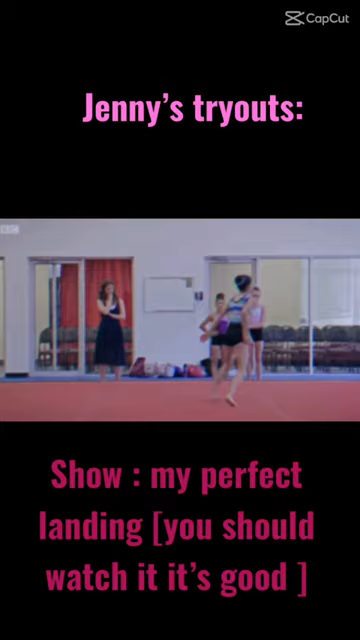 CapCut
Jenny's tryouts:
Show : my perfect
landing [you should
watch it it's good ]